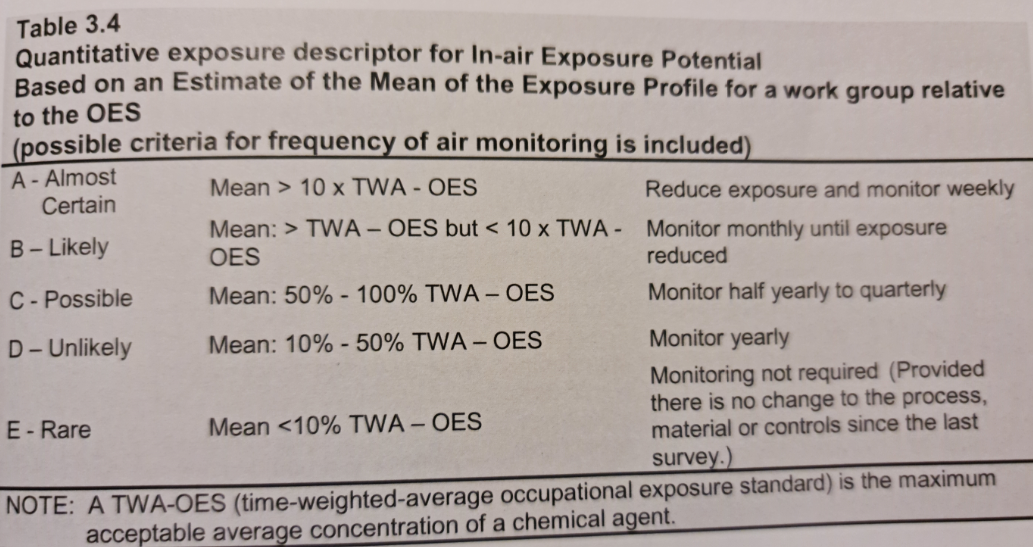 Table 3.4
Quantitative exposure descriptor for In-air Exposure Potential
Based on an Estimate of the Mean of the Exposure Profile for a work group relative
to the OES
(possible criteria for frequency of air monitoring is included)
A - Almost
Certain
Mean > 10 x TWA - OES
Reduce exposure and monitor weekly
B – Likely
Mean: > TWA – OES but < 10 x TWA -
OES
Monitor monthly until exposure
reduced
C - Possible
Mean: 50% - 100% TWA – OES
Monitor half yearly to quarterly
D – Unlikely
Mean: 10% - 50% TWA – OES
Monitor yearly
E - Rare
Mean <10% TWA – OES
Monitoring not required (Provided
there is no change to the process,
material or controls since the last
survey.)
NOTE: A TWA-OES (time-weighted-average occupational exposure standard) is the maximum
acceptable average concentration of a chemical agent.